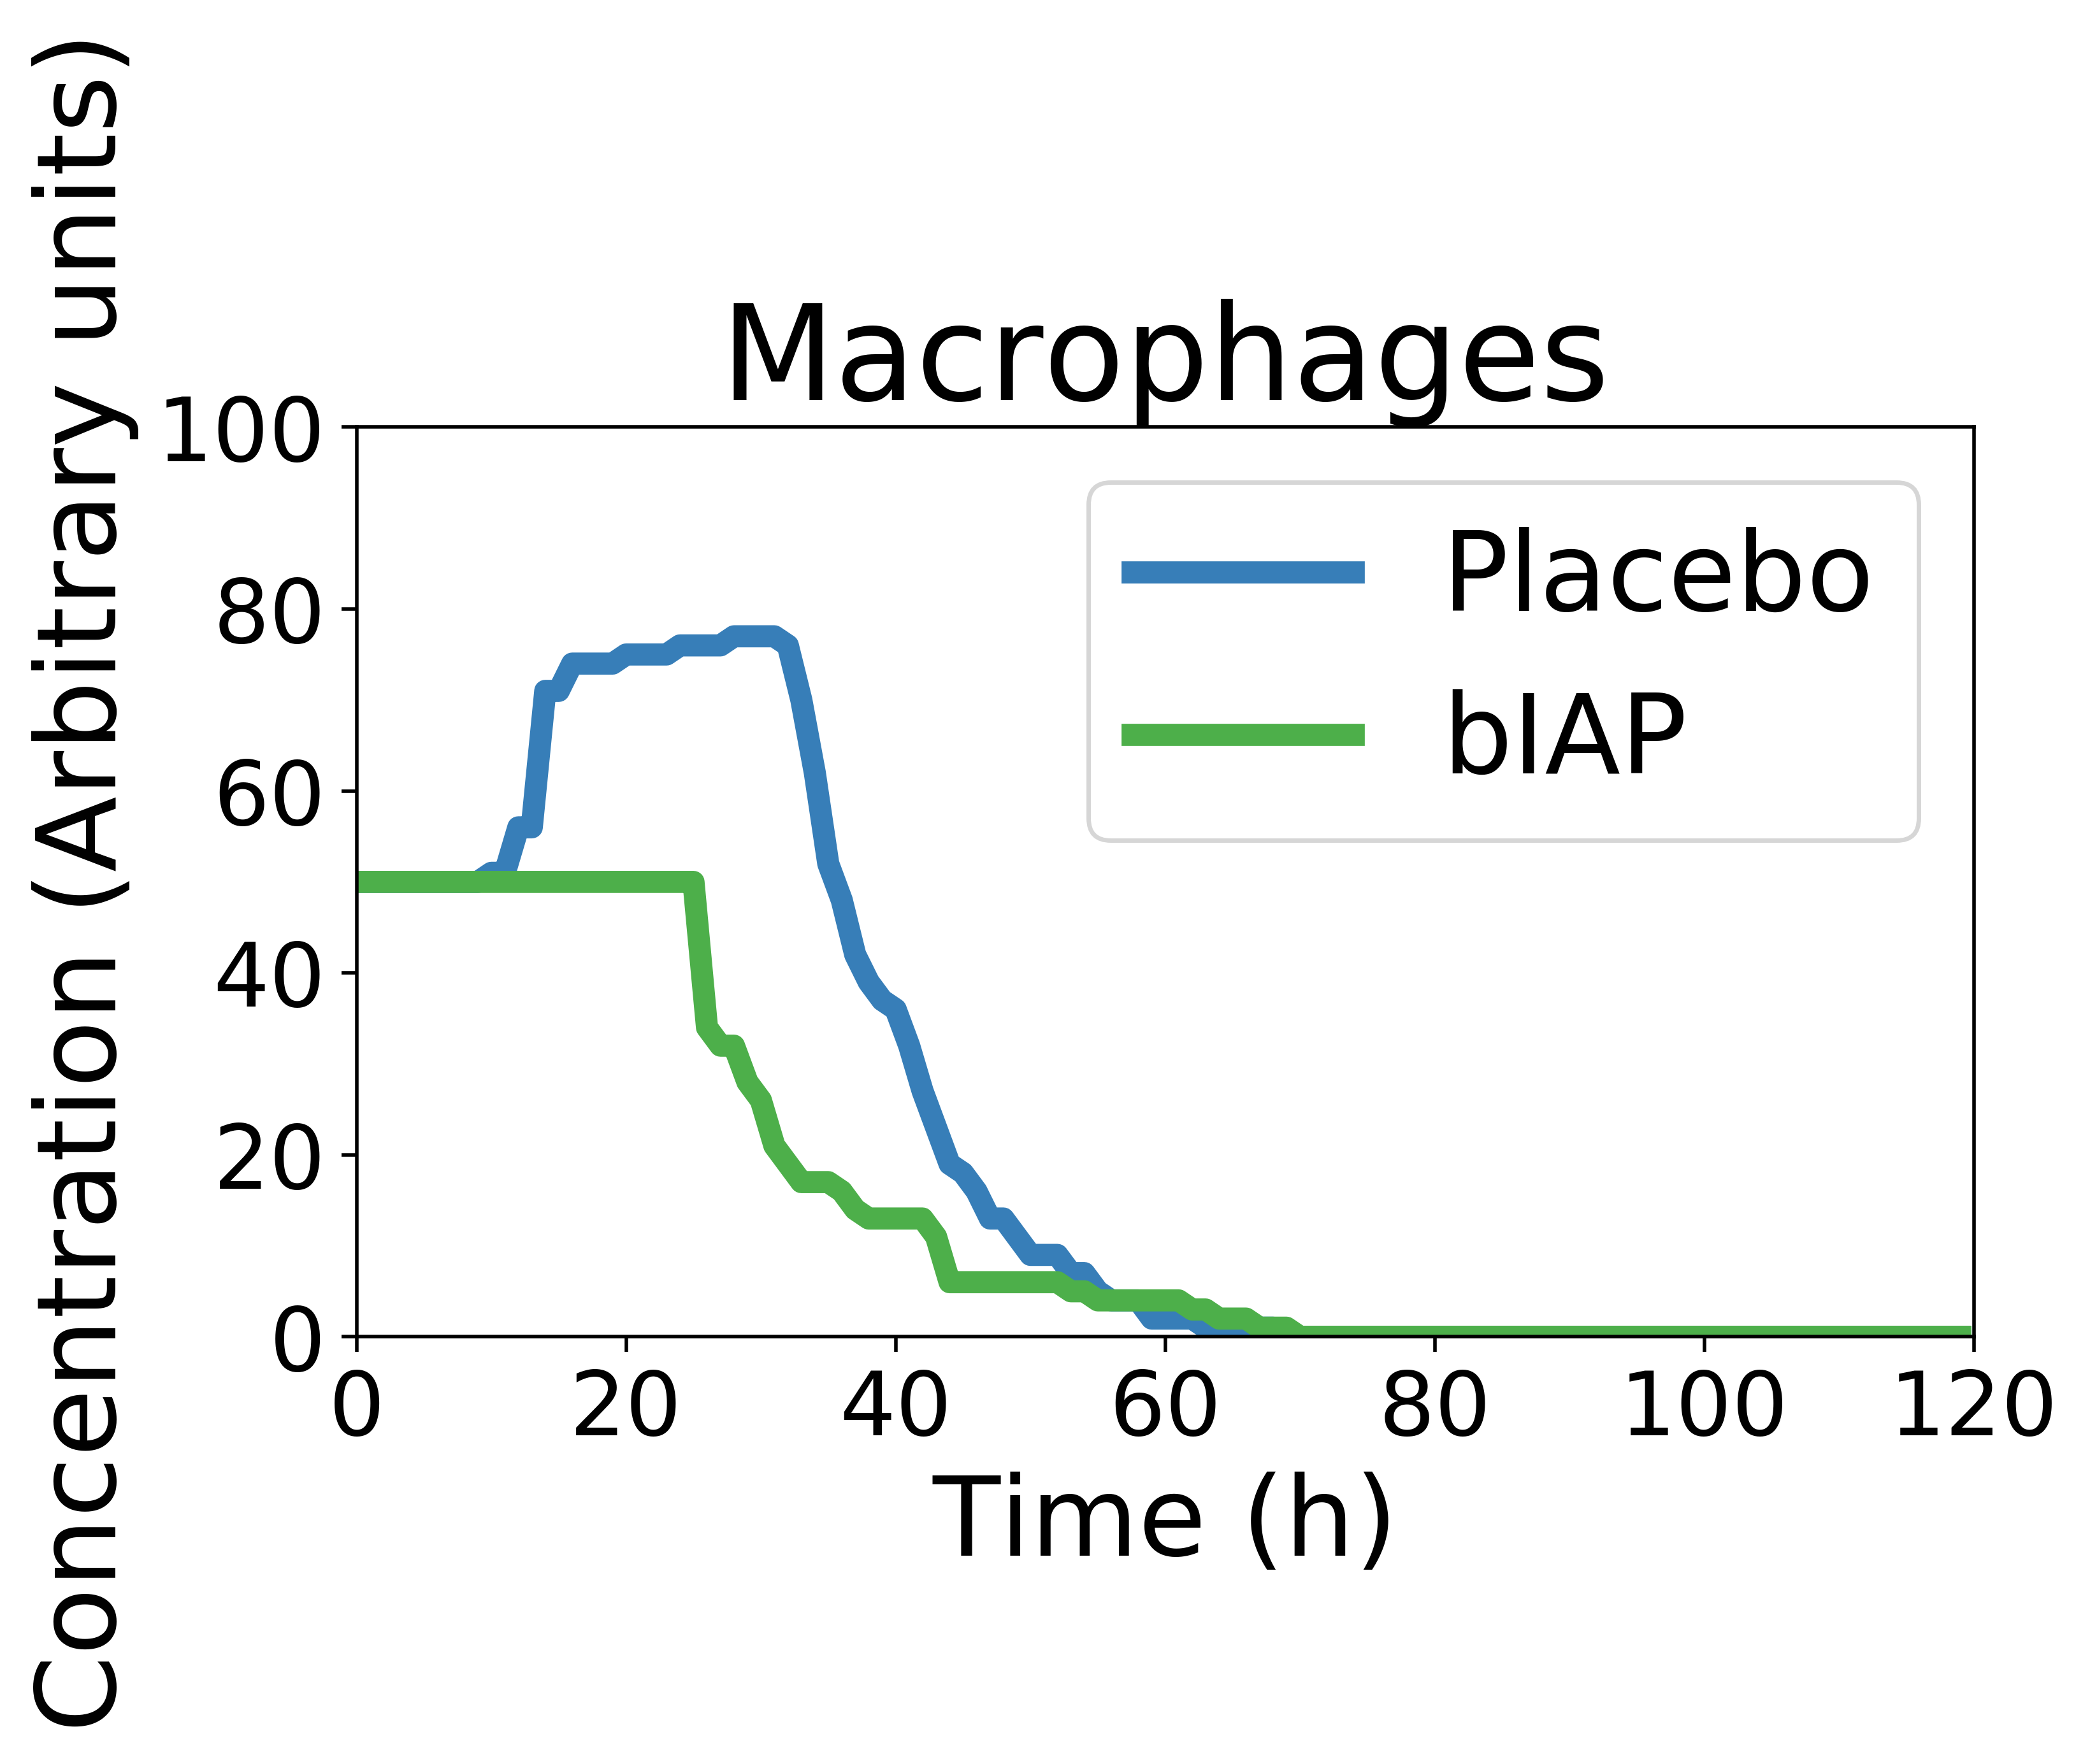 Macrophages
Concentration (Arbitrary units)
100
80
60
40
20
0
Placebo
bIAP
0 20 40 60 80 100 120
Time (h)